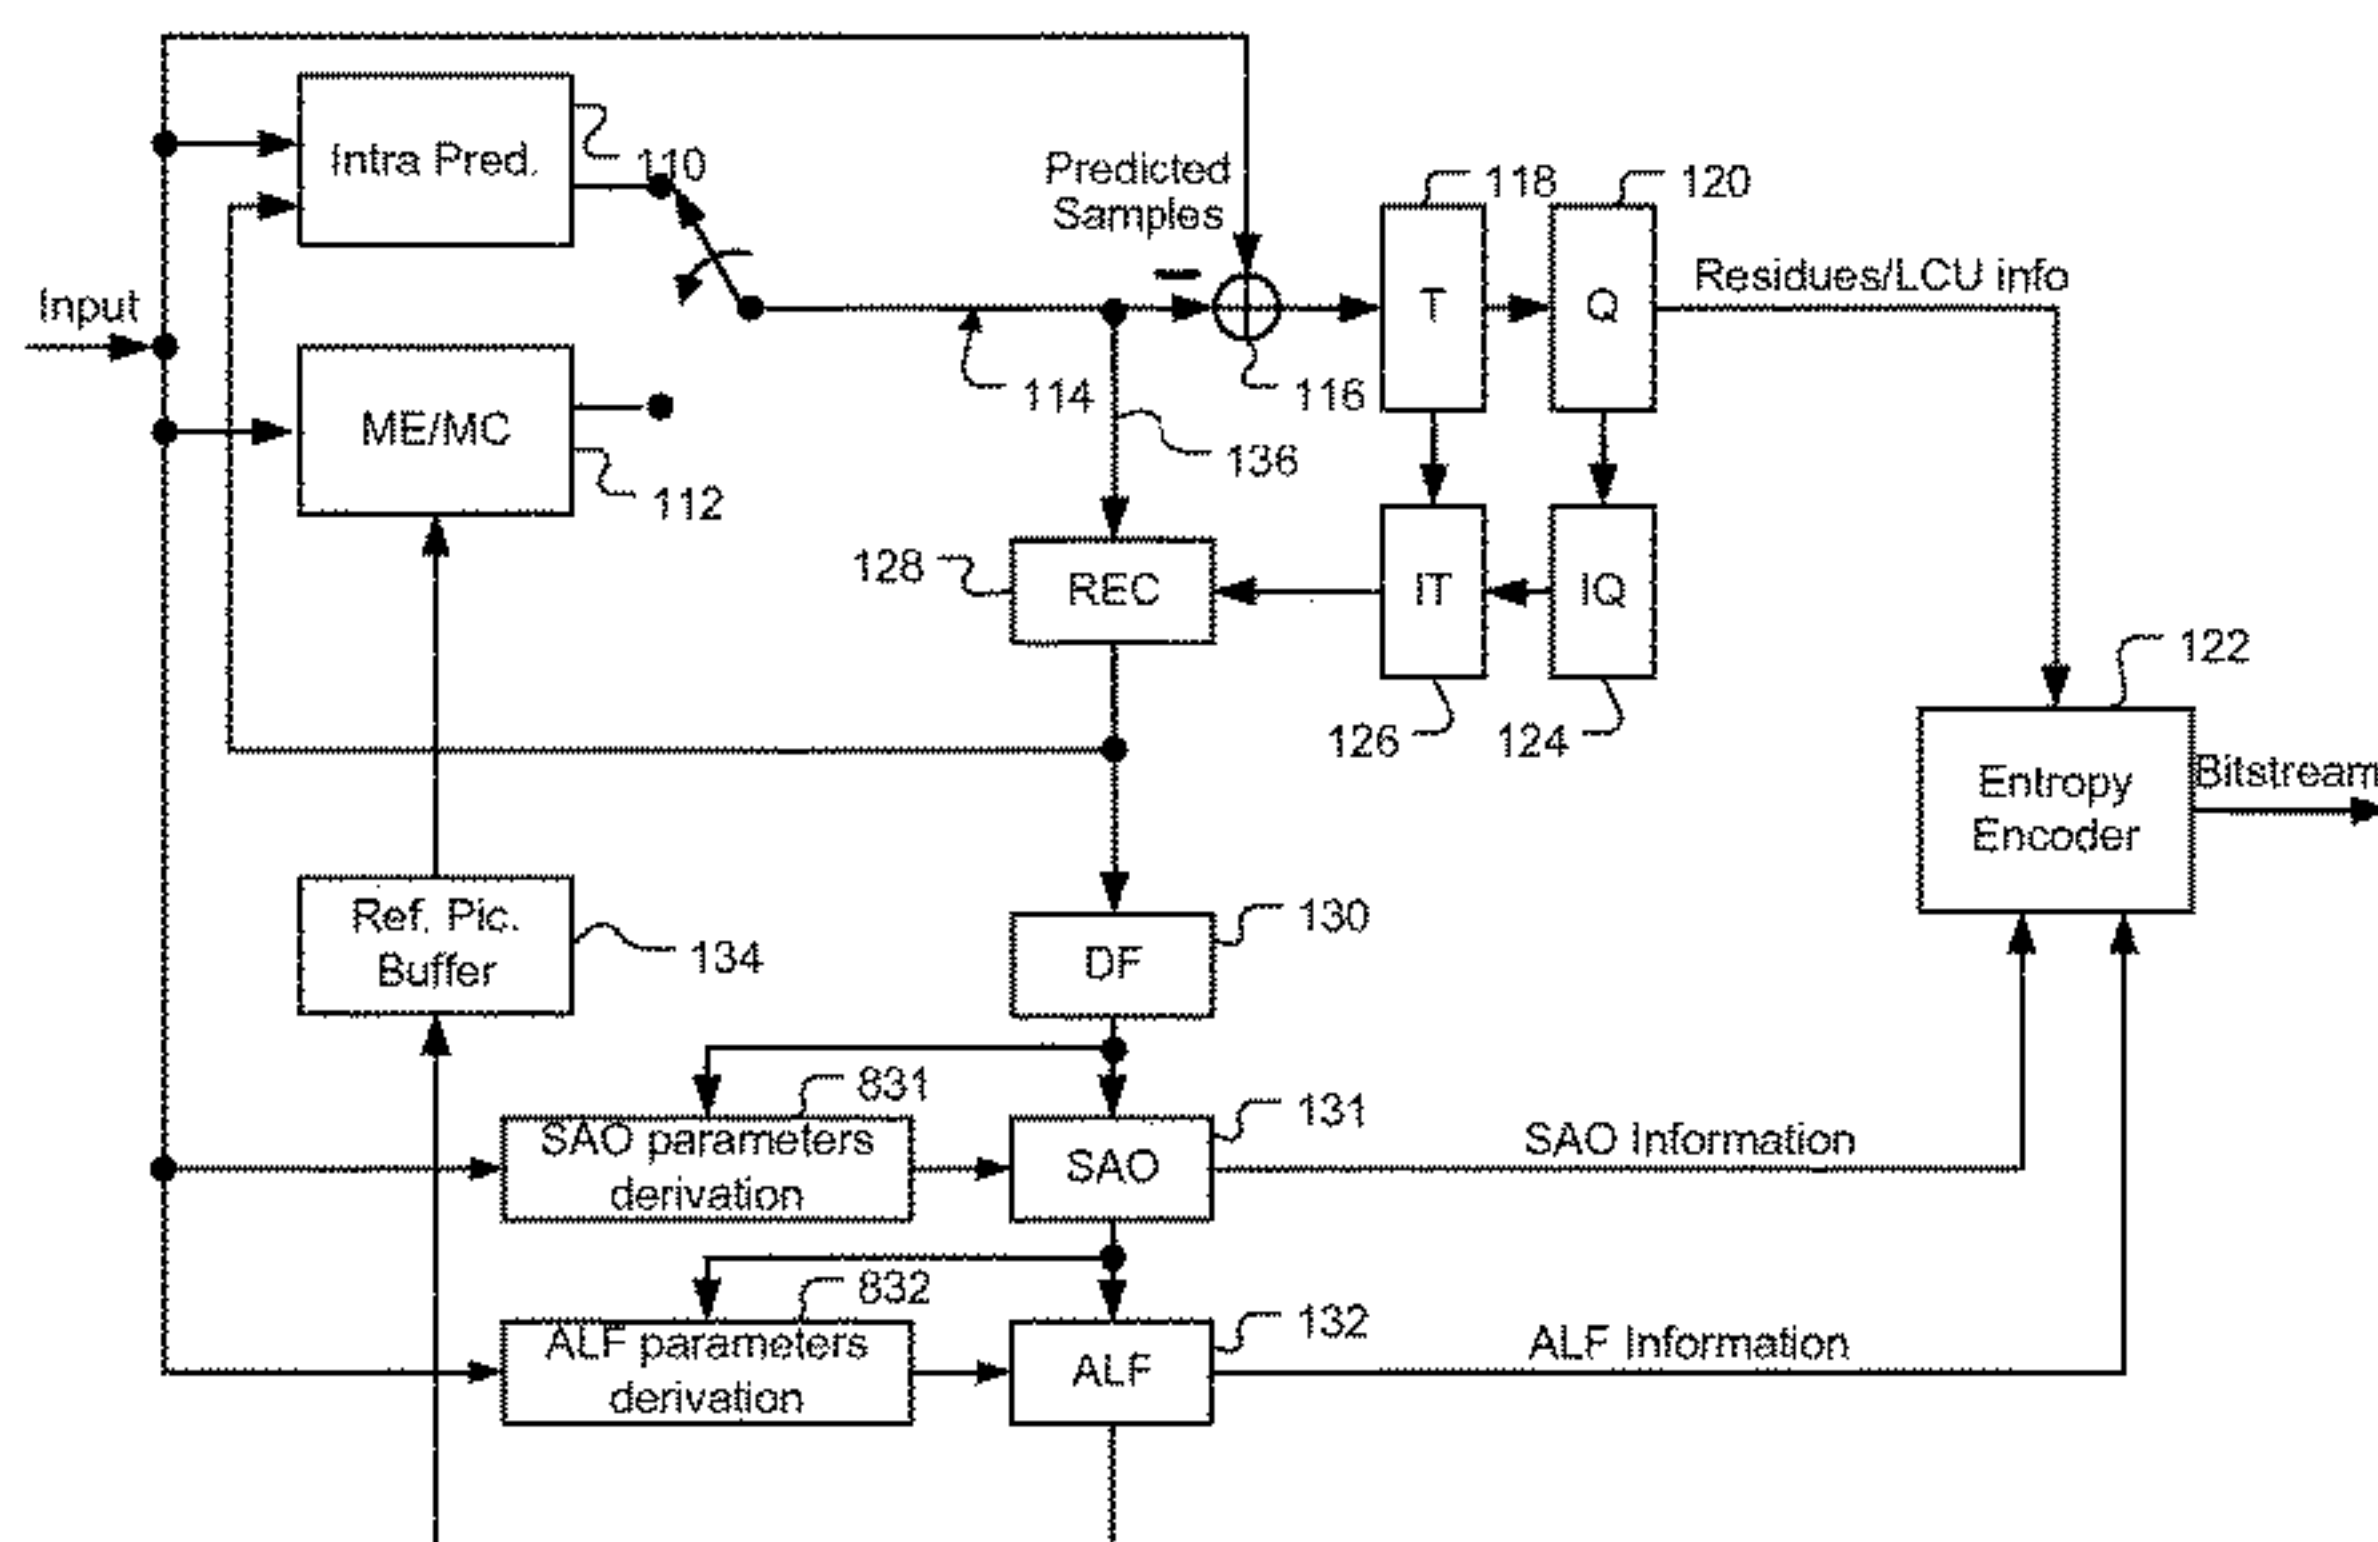 Intra Pred.
110
Predicted
Samples
118
120
Input
T
Q
Residues/LCU info
114
116
ME/MC
136
112
128
REC
IT
IQ
122
126
124
Entropy
Encoder
Bitstream
Ref. Pic.
Buffer
134
130
DF
831
131
SAO parameters
derivation
SAO
SAO Information
832
132
ALF parameters
derivation
ALF
ALF Information